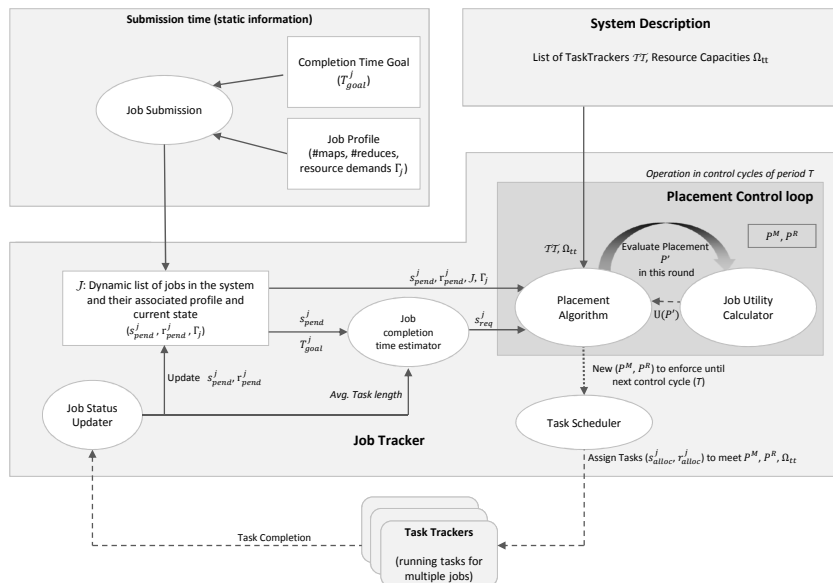 Submission time (static information)
Completion Time Goal
(T^j_goal)
Job Submission
Job Profile
(#maps, #reduces,
resource demands Γ_j)
System Description
List of TaskTrackers 𝒯𝒯, Resource Capacities Ω_tt
Operation in control cycles of period T
Placement Control loop
P^M, P^R
𝒯𝒯, Ω_tt
Evaluate Placement
P'
in this round
Placement
Algorithm
U(P')
Job Utility
Calculator
J: Dynamic list of jobs in the system
and their associated profile and
current state
(s^j_pend, r^j_pend, Γ_j)
s^j_pend, r^j_pend, J, Γ_j
s^j_pend
T^j_goal
Job
completion
time estimator
s^j_req
Update s^j_pend, r^j_pend
Avg. Task length
Job Status
Updater
New (P^M, P^R) to enforce until
next control cycle (T)
Task Scheduler
Job Tracker
Assign Tasks (s^j_alloc, r^j_alloc) to meet P^M, P^R, Ω_tt
Task Completion
Task Trackers
(running tasks for
multiple jobs)